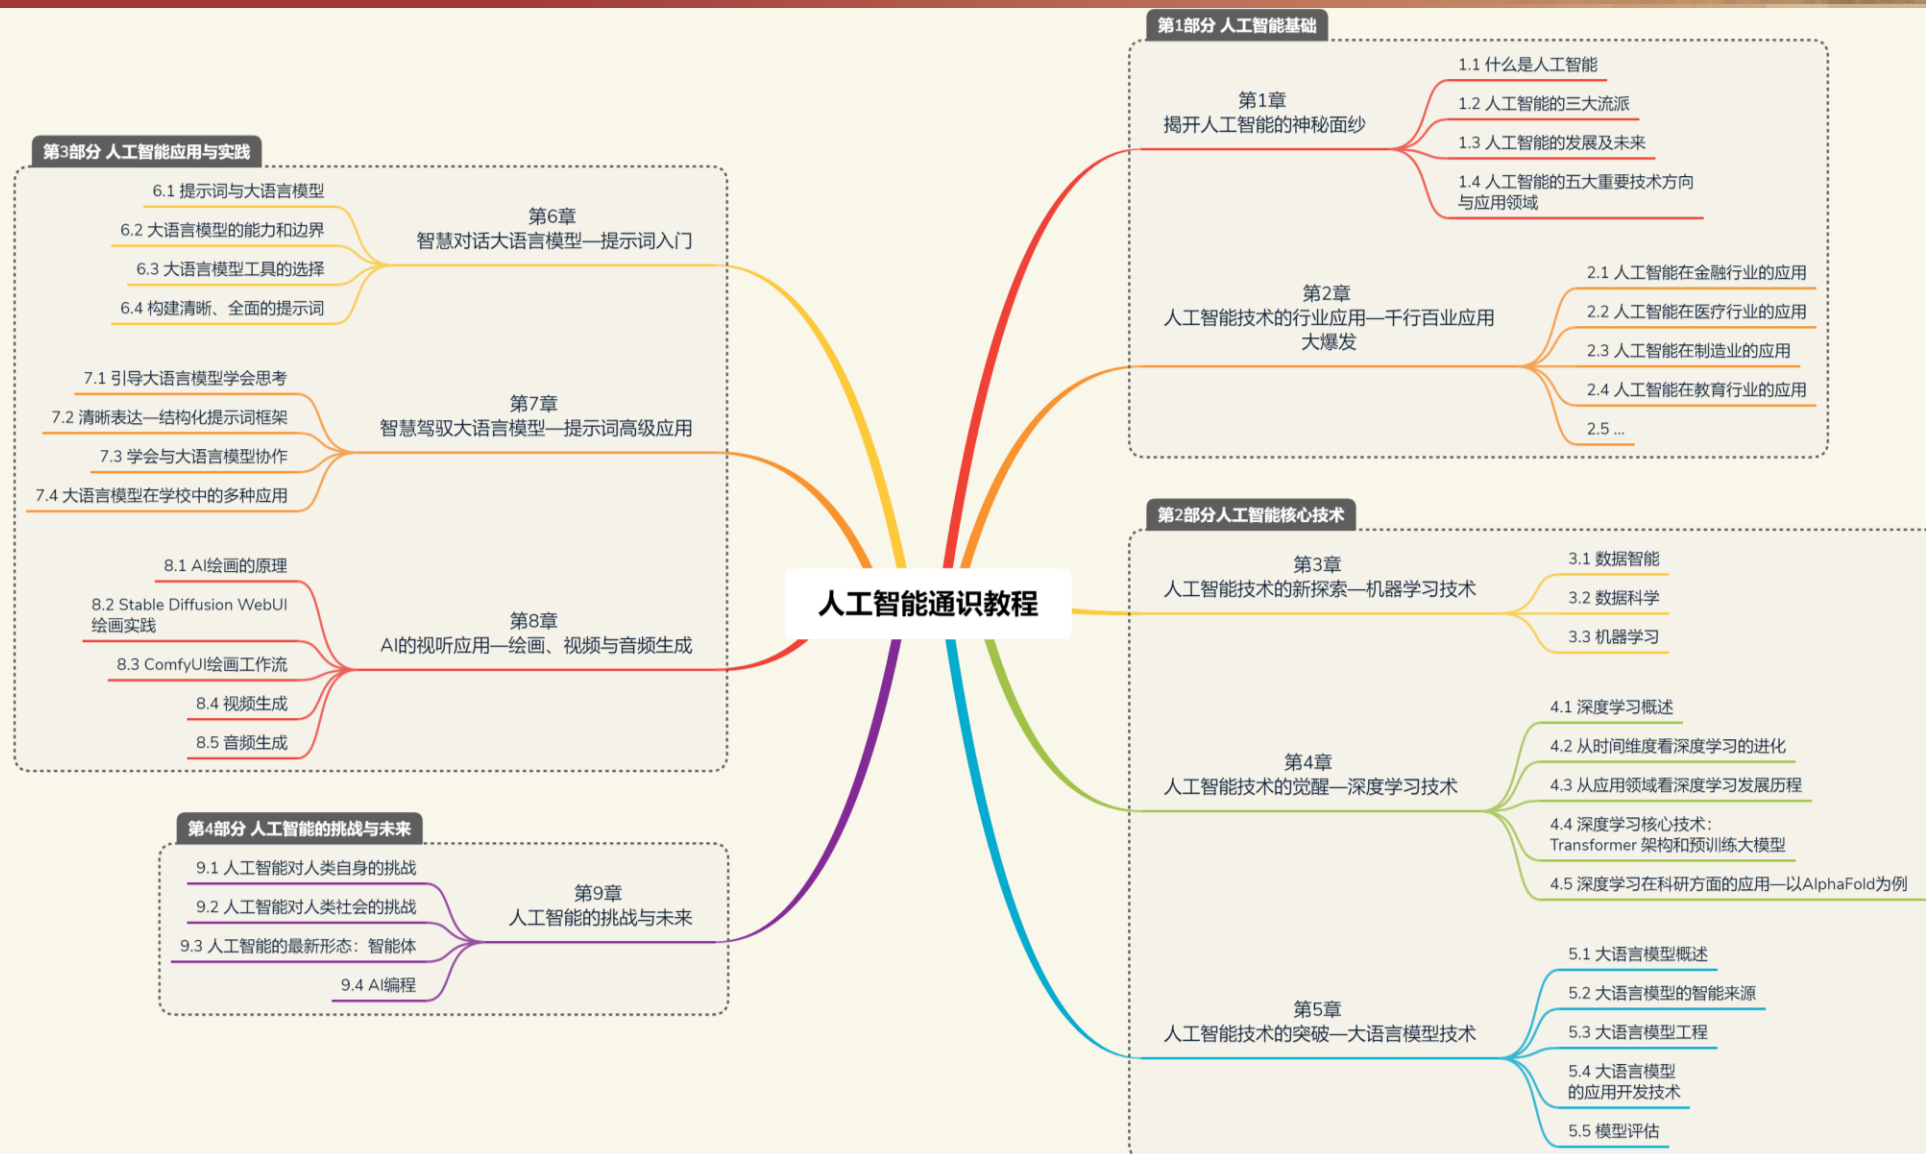 人工智能通识教程
第1部分 人工智能基础
第1章
揭开人工智能的神秘面纱
1.1 什么是人工智能
1.2 人工智能的三大流派
1.3 人工智能的发展及未来
1.4 人工智能的五大重要技术方向
与应用领域
第2章
人工智能技术的行业应用—千行百业应用
大爆发
2.1 人工智能在金融行业的应用
2.2 人工智能在医疗行业的应用
2.3 人工智能在制造业的应用
2.4 人工智能在教育行业的应用
2.5 ...
第2部分人工智能核心技术
第3章
人工智能技术的新探索—机器学习技术
3.1 数据智能
3.2 数据科学
3.3 机器学习
第4章
人工智能技术的觉醒—深度学习技术
4.1 深度学习概述
4.2 从时间维度看深度学习的进化
4.3 从应用领域看深度学习发展历程
4.4 深度学习核心技术：
Transformer 架构和预训练大模型
4.5 深度学习在科研方面的应用—以AlphaFold为例
第5章
人工智能技术的突破—大语言模型技术
5.1 大语言模型概述
5.2 大语言模型的智能来源
5.3 大语言模型工程
5.4 大语言模型
的应用开发技术
5.5 模型评估
第3部分 人工智能应用与实践
第6章
智慧对话大语言模型—提示词入门
6.1 提示词与大语言模型
6.2 大语言模型的能力和边界
6.3 大语言模型工具的选择
6.4 构建清晰、全面的提示词
第7章
智慧驾驭大语言模型—提示词高级应用
7.1 引导大语言模型学会思考
7.2 清晰表达—结构化提示词框架
7.3 学会与大语言模型协作
7.4 大语言模型在学校中的多种应用
第8章
AI的视听应用—绘画、视频与音频生成
8.1 AI绘画的原理
8.2 Stable Diffusion WebUI
绘画实践
8.3 ComfyUI绘画工作流
8.4 视频生成
8.5 音频生成
第4部分 人工智能的挑战与未来
第9章
人工智能的挑战与未来
9.1 人工智能对人类自身的挑战
9.2 人工智能对人类社会的挑战
9.3 人工智能的最新形态：智能体
9.4 AI编程